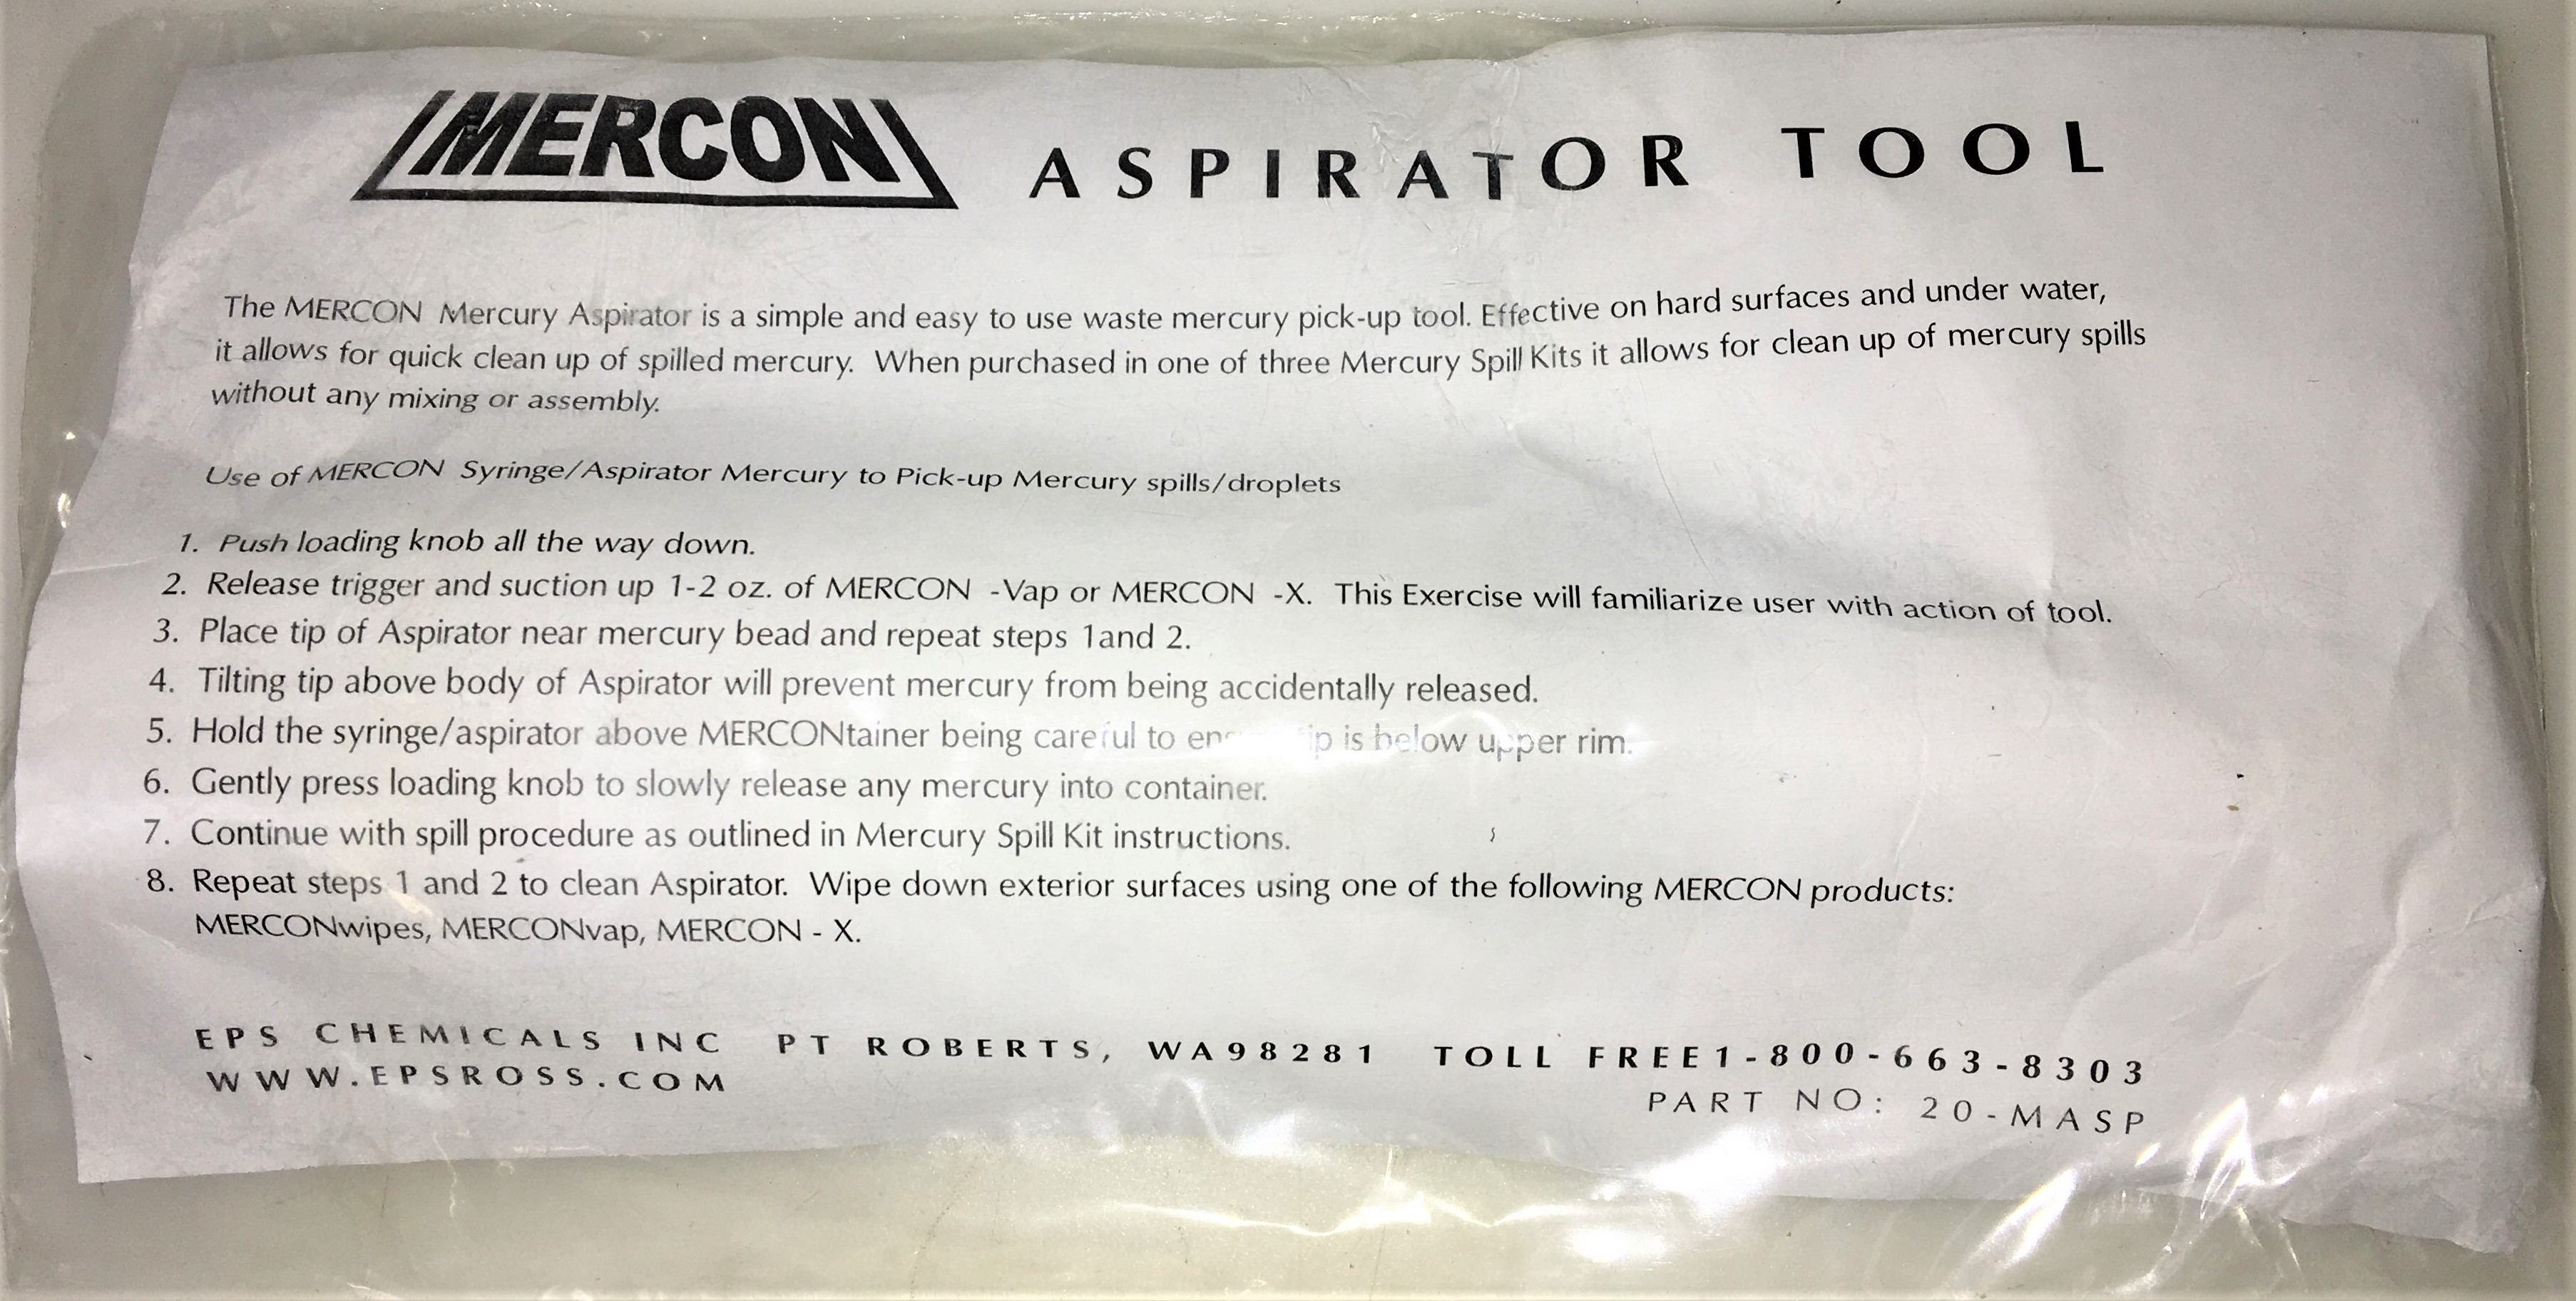 MERCON ASPIRATOR TOOL
The MERCON Mercury Aspirator is a simple and easy to use waste mercury pick-up tool. Effective on hard surfaces and under water,
it allows for quick clean up of spilled mercury. When purchased in one of three Mercury Spill Kits it allows for clean up of mercury spills
without any mixing or assembly.
Use of MERCON Syringe/Aspirator Mercury to Pick-up Mercury spills/droplets
1. Push loading knob all the way down.
2. Release trigger and suction up 1-2 oz. of MERCON -Vap or MERCON -X. This Exercise will familiarize user with action of tool.
3. Place tip of Aspirator near mercury bead and repeat steps 1and 2.
4. Tilting tip above body of Aspirator will prevent mercury from being accidentally released.
5. Hold the syringe/aspirator above MERCONtainer being careful to is below upper rim.
6. Gently press loading knob to slowly release any mercury into container.
7. Continue with spill procedure as outlined in Mercury Spill Kit instructions.
8. Repeat steps 1 and 2 to clean Aspirator. Wipe down exterior surfaces using one of the following MERCON products:
MERCONwipes, MERCONvap, MERCON - X.
EPS CHEMICALS INC PT ROBERTS, WA98281 TOLL FREE1-800-663-8303
WWW.EPSROSS.COM
PART NO: 20-MASP